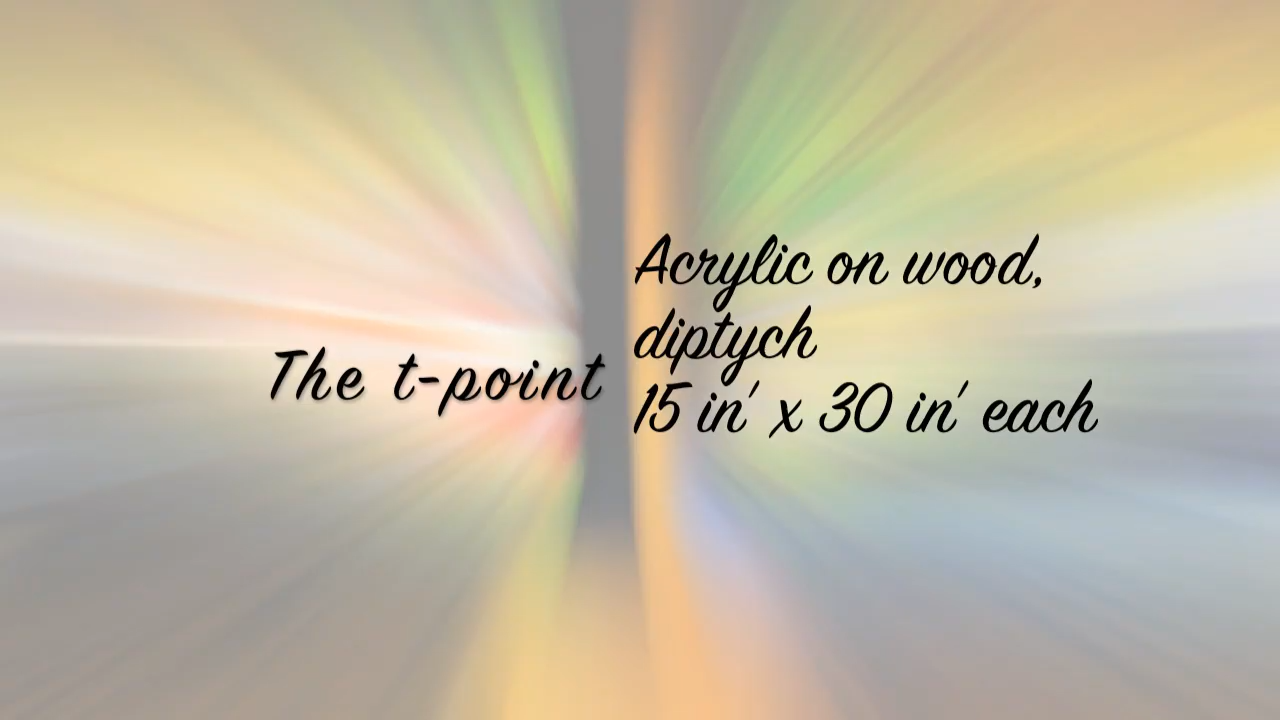 The t-point
Acrylic on wood,
diptych
15 in' x 30 in' each